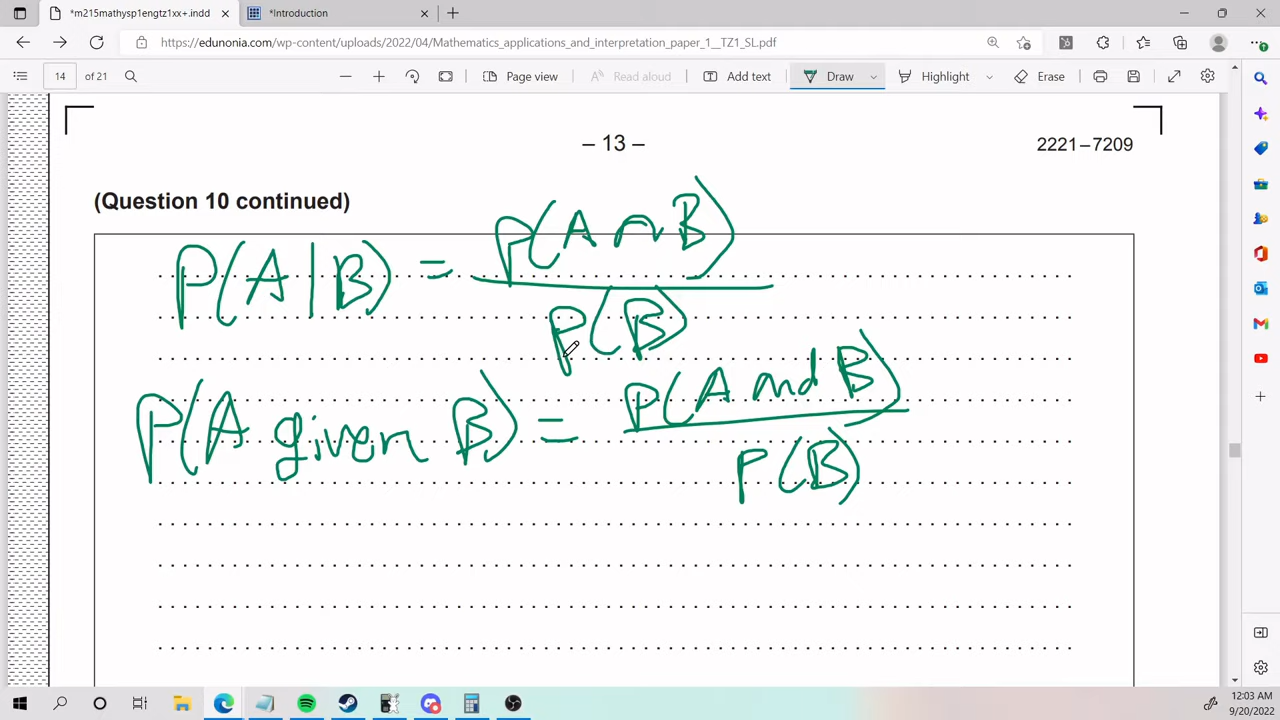 *m215mathysp1engtz1xx+.indd
*Introduction
https://edunonia.com/wp-content/uploads/2022/04/Mathematics_applications_and_interpretation_paper_1__TZ1_SL.pdf
14 of 21
Page view
Read aloud
Add text
Draw
Highlight
Erase
– 13 –
2221–7209
(Question 10 continued)
P(A|B) = P(A∩B)
P(B)
P(A given B) = P(A and B)
P(B)
12:03 AM
9/20/2022